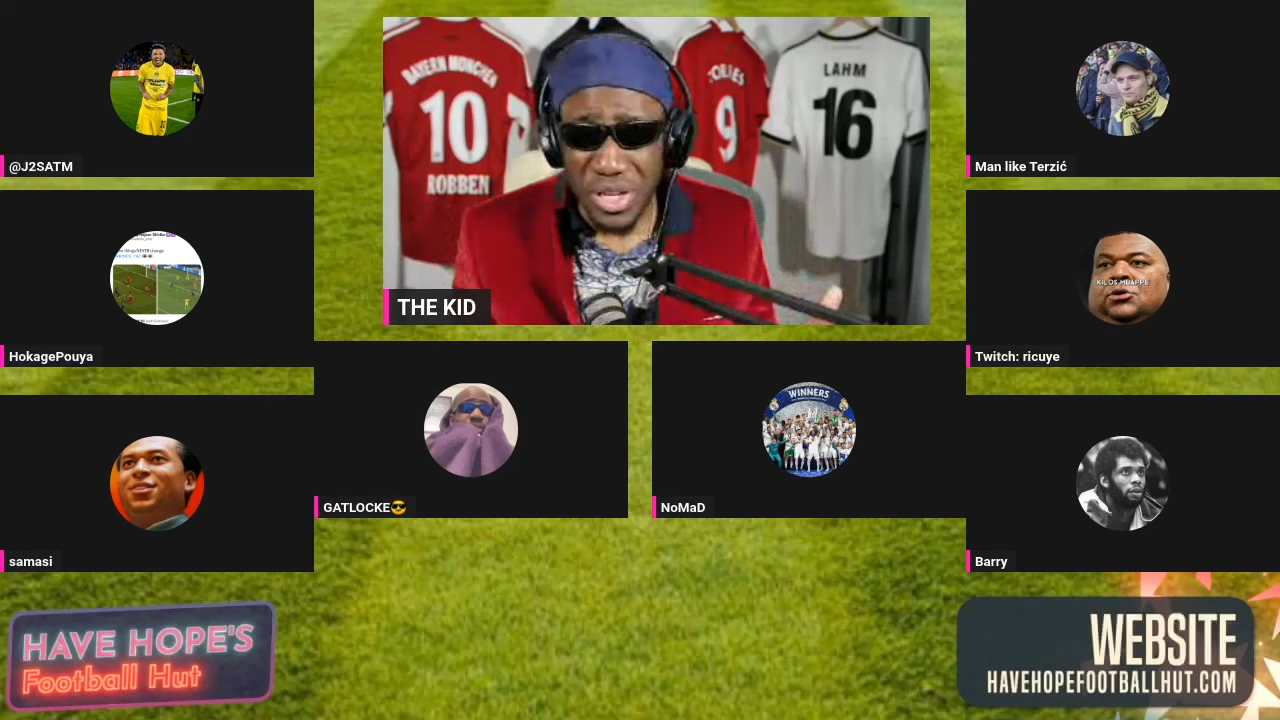 @J2SATM
BAYERN MÜNCHEN
10
ROBBEN
TORRES
9
LAHM
16
THE KID
Man like Terzić
HokagePouya
KILOS MBAPPE
Twitch: ricuye
WINNERS
samasi
GATLOCKE😎
NoMaD
Barry
HAVE HOPE'S
Football Hut
WEBSITE
HAVEHOPEFOOTBALLHUT.COM